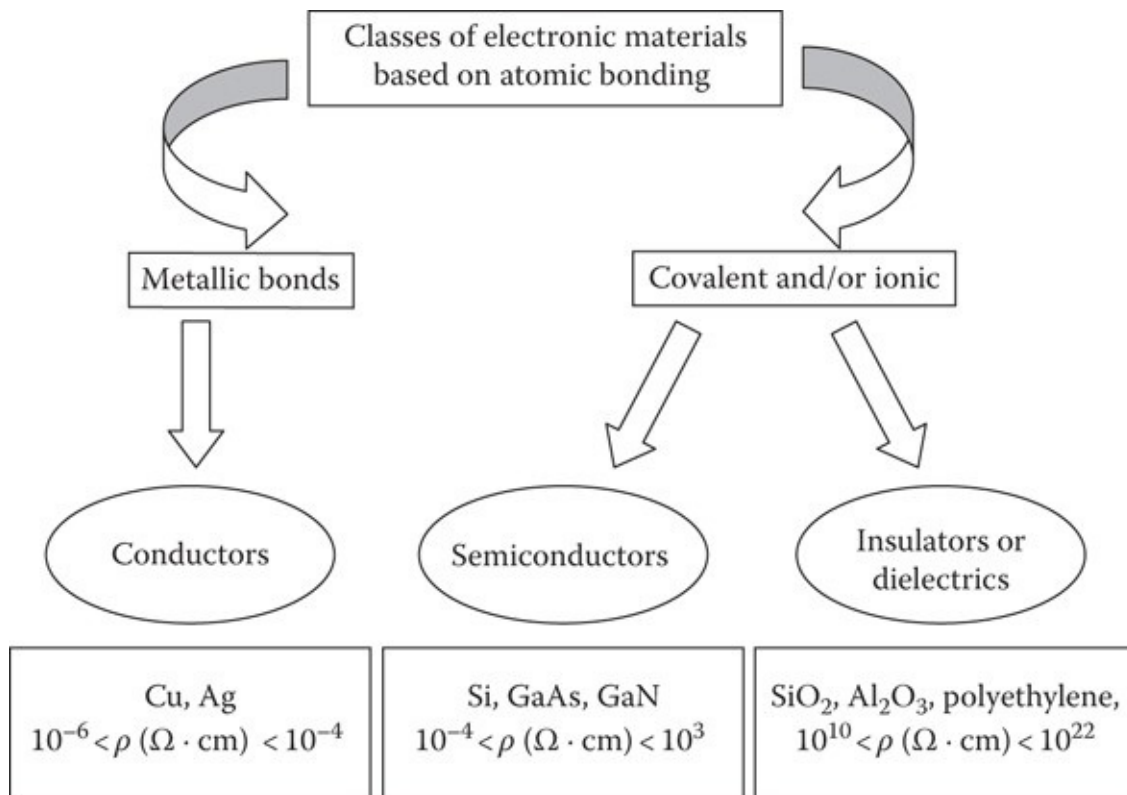 Classes of electronic materials
based on atomic bonding
Metallic bonds
Covalent and/or ionic
Conductors
Semiconductors
Insulators or
dielectrics
Cu, Ag
10⁻⁶ < ρ (Ω · cm) < 10⁻⁴
Si, GaAs, GaN
10⁻⁴ < ρ (Ω · cm) < 10³
SiO₂, Al₂O₃, polyethylene,
10¹⁰ < ρ (Ω · cm) < 10²²